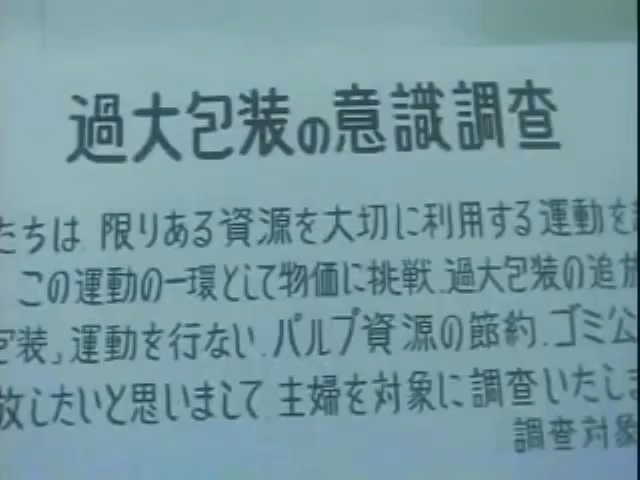 過大包装の意識調査
たちは 限りある資源を大切に利用する運動を
この運動の一環として物価に挑戦.過大包装の追放
包装」運動を行ない.パルプ資源の節約.ゴミ公
放したいと思いまして 主婦を対象に調査いたしま
調査対象